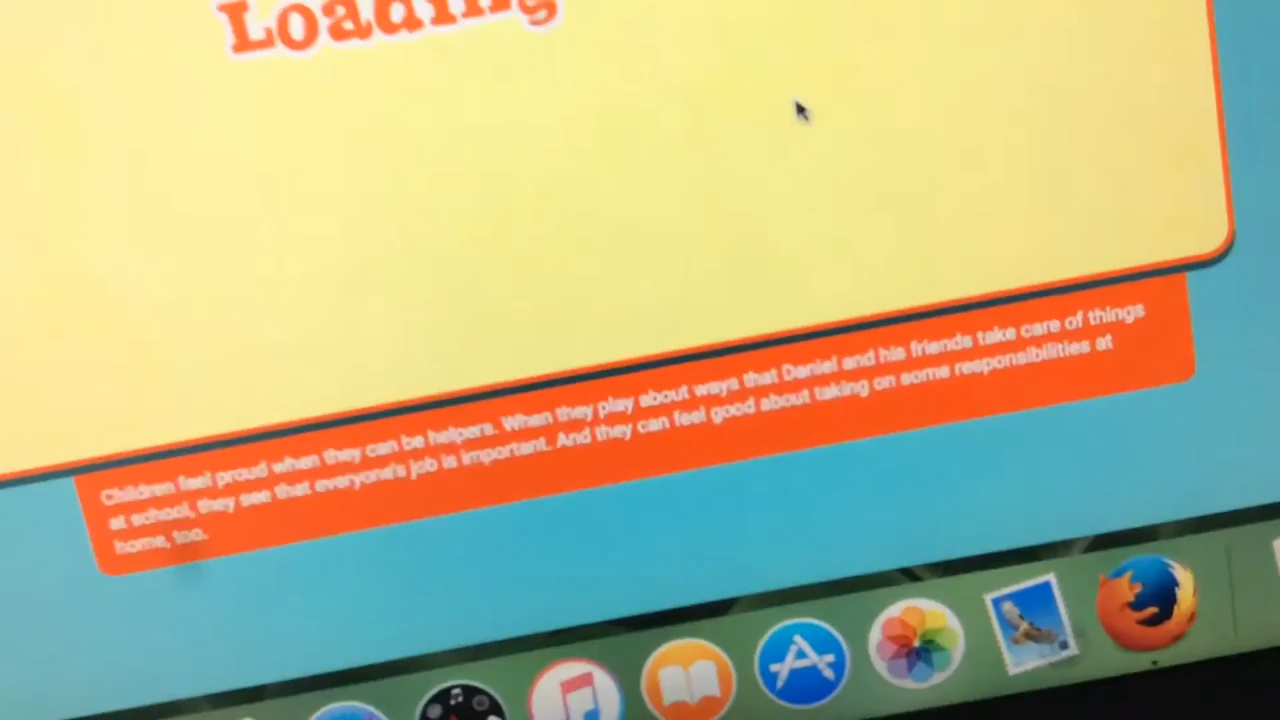 Loading
Children feel proud when they can be helpers. When they play about ways that Daniel and his friends take care of things
at school, they see that everyone's job is important. And they can feel good about taking on some responsibilities at
home, too.